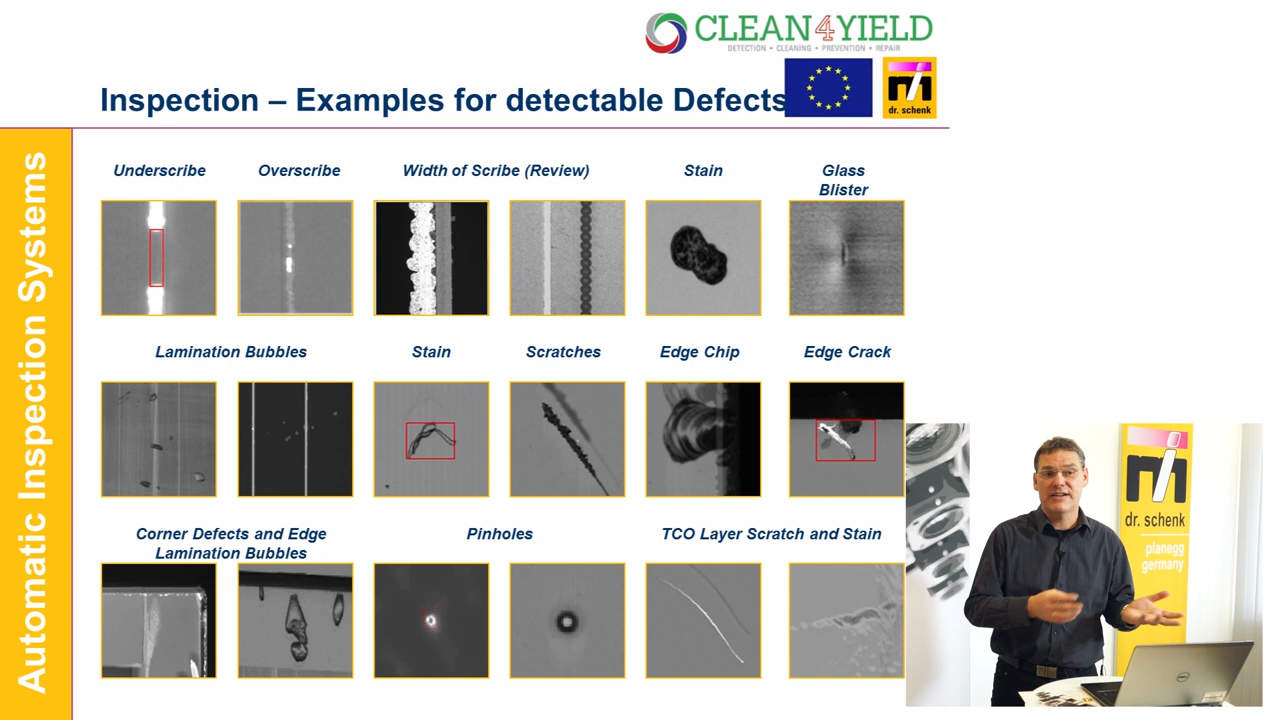 CLEAN4YIELD
DETECTION • CLEANING • PREVENTION • REPAIR
Inspection – Examples for detectable Defects
dr. schenk
Automatic Inspection Systems
Underscribe
Overscribe
Width of Scribe (Review)
Stain
Glass
Blister
Lamination Bubbles
Stain
Scratches
Edge Chip
Edge Crack
Corner Defects and Edge
Lamination Bubbles
Pinholes
TCO Layer Scratch and Stain
dr. schenk
planegg
germany
DELL